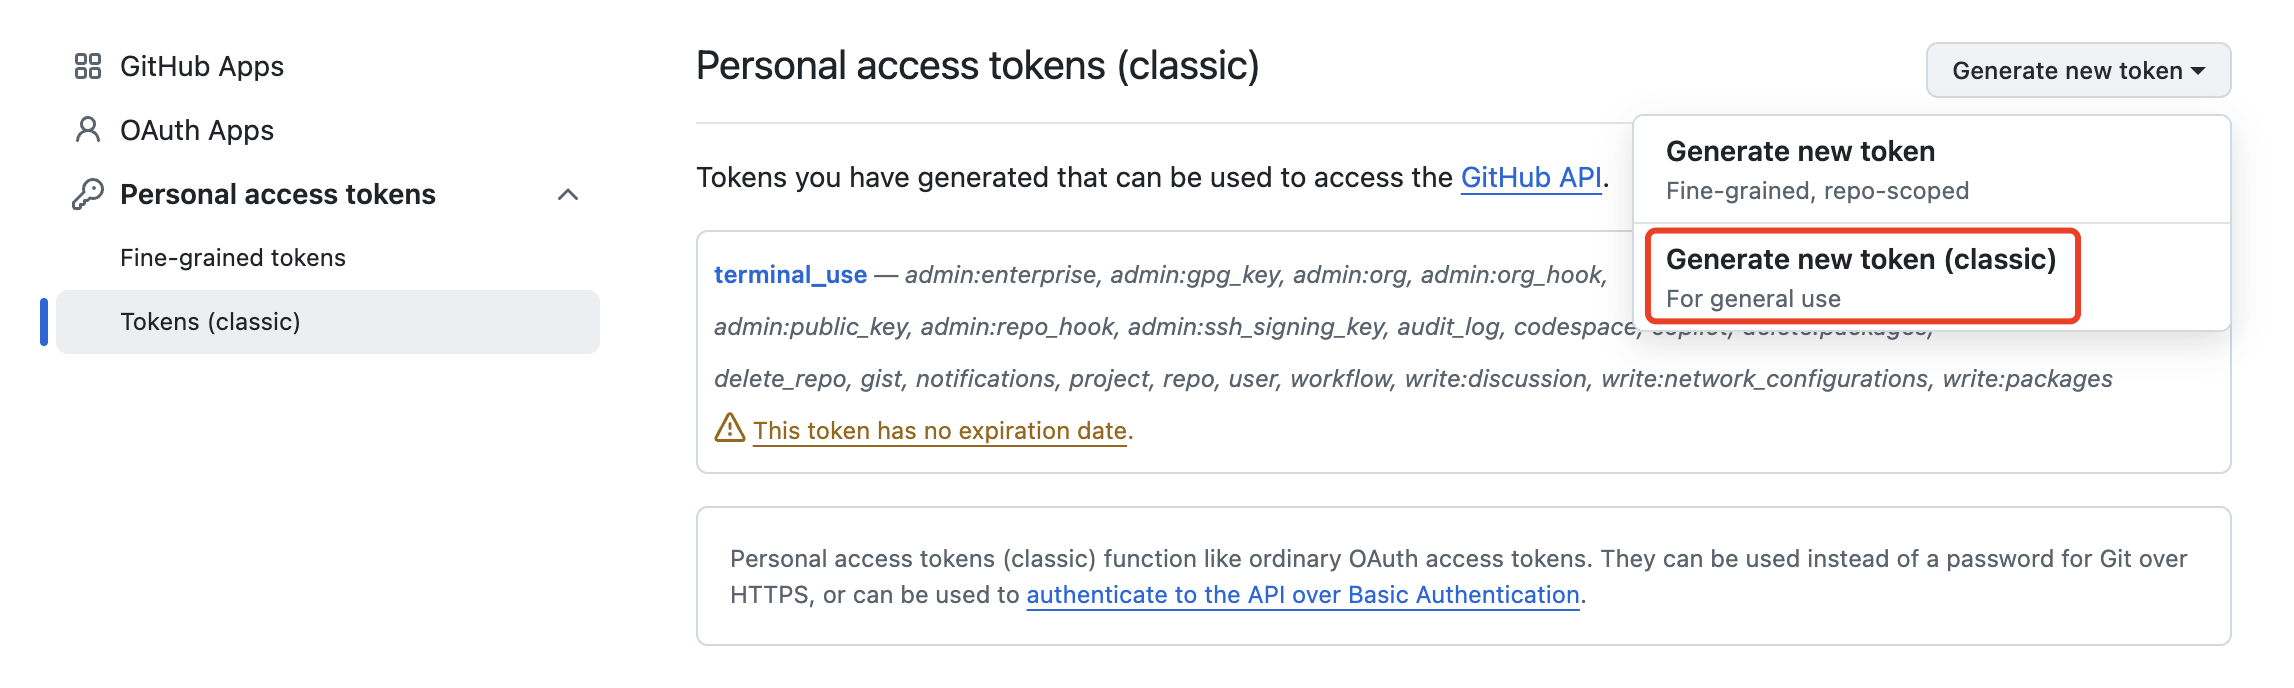 GitHub Apps
OAuth Apps
Personal access tokens
Fine-grained tokens
Tokens (classic)
Personal access tokens (classic)
Generate new token
Generate new token
Fine-grained, repo-scoped
Generate new token (classic)
For general use
Tokens you have generated that can be used to access the GitHub API.
terminal_use — admin:enterprise, admin:gpg_key, admin:org, admin:org_hook,
admin:public_key, admin:repo_hook, admin:ssh_signing_key, audit_log, codespace, copilot, delete:packages,
delete_repo, gist, notifications, project, repo, user, workflow, write:discussion, write:network_configurations, write:packages
This token has no expiration date.
Personal access tokens (classic) function like ordinary OAuth access tokens. They can be used instead of a password for Git over
HTTPS, or can be used to authenticate to the API over Basic Authentication.